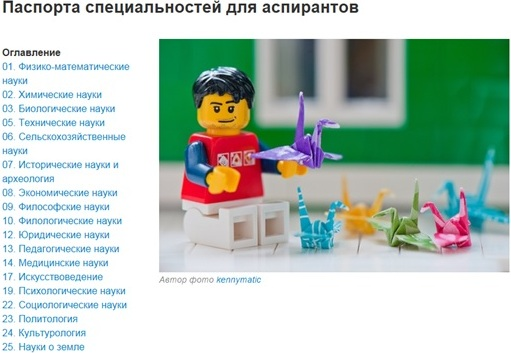 Паспорта специальностей для аспирантов
Оглавление
01. Физико-математические
науки
02. Химические науки
03. Биологические науки
05. Технические науки
06. Сельскохозяйственные
науки
07. Исторические науки и
археология
08. Экономические науки
09. Философские науки
10. Филологические науки
12. Юридические науки
13. Педагогические науки
14. Медицинские науки
17. Искусствоведение
19. Психологические науки
22. Социологические науки
23. Политология
24. Культурология
25. Науки о земле
Автор фото kennymatic